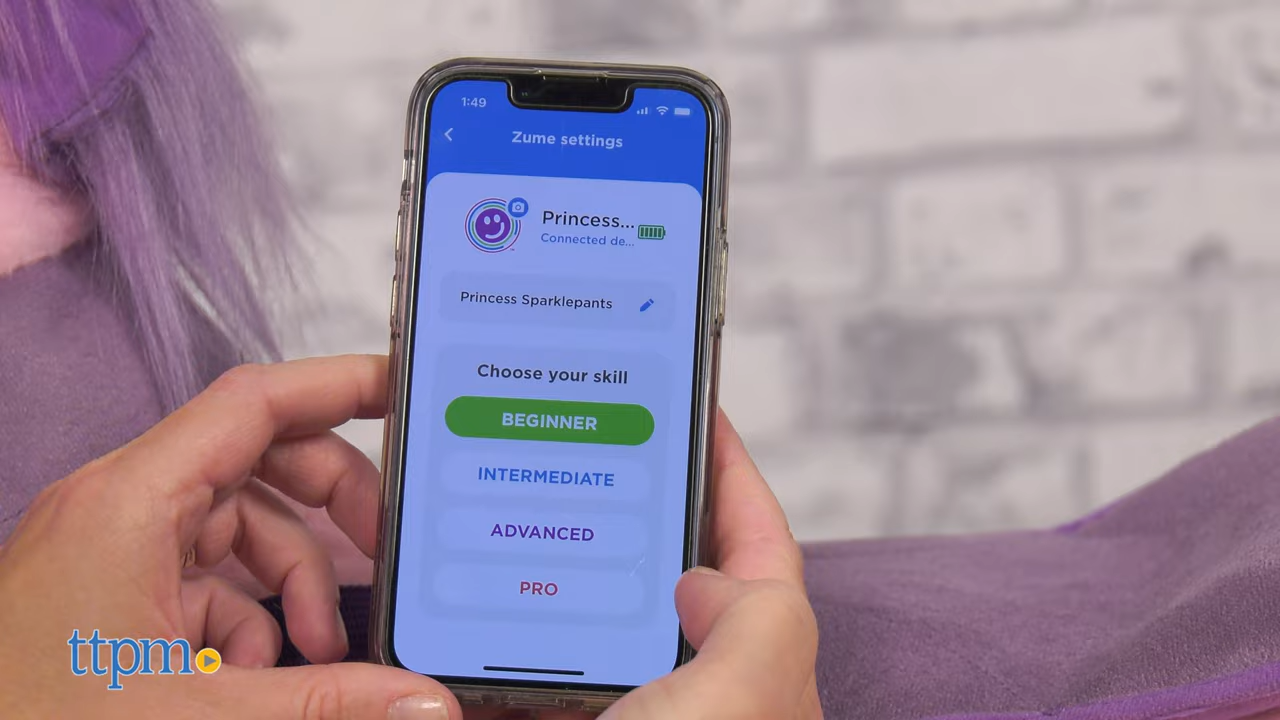 1:49
Zume settings
Princess...
Connected de...
Princess Sparklepants
Choose your skill
BEGINNER
INTERMEDIATE
ADVANCED
PRO
ttpm